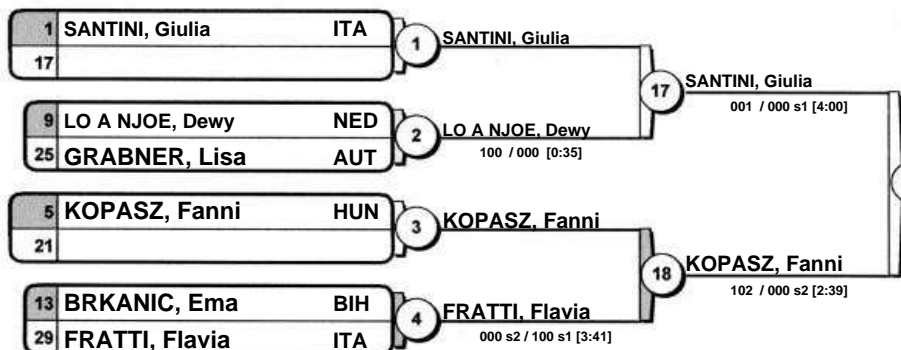 1 SANTINI, Giulia ITA
17
1
SANTINI, Giulia
9 LO A NJOE, Dewy NED
25 GRABNER, Lisa AUT
2
LO A NJOE, Dewy
100 / 000 [0:35]
17
SANTINI, Giulia
001 / 000 s1 [4:00]
5 KOPASZ, Fanni HUN
21
3
KOPASZ, Fanni
13 BRKANIC, Ema BIH
29 FRATTI, Flavia ITA
4
FRATTI, Flavia
000 s2 / 100 s1 [3:41]
18
KOPASZ, Fanni
102 / 000 s2 [2:39]